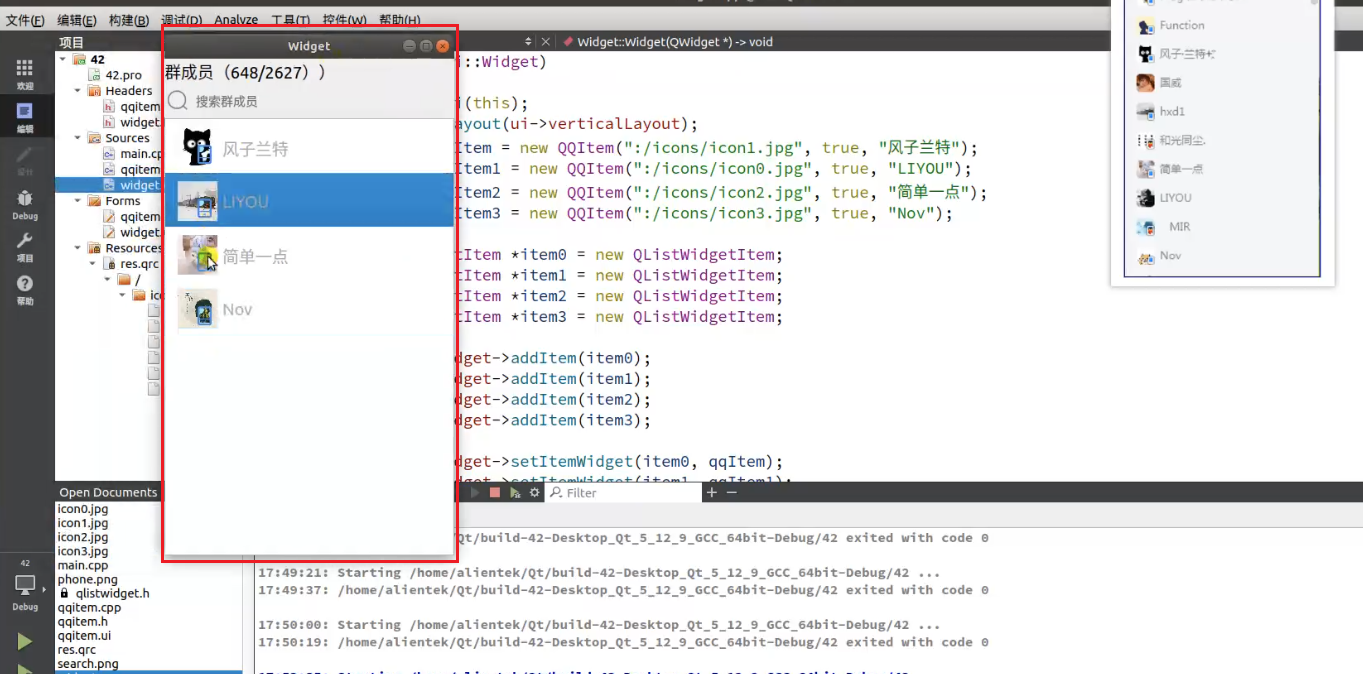 文件(F) 编辑(E) 构建(B) 调试(D) Analyze 工具(T) 控件(W) 帮助(H)
项目
Widget::Widget(QWidget *) -> void
欢迎
编辑
Debug
项目
帮助
42
42.pro
Headers
qqitem
widget
Sources
main.cp
qqitem
widget
Forms
qqitem
widget.
Resources
res.qrc
/
ico
Widget
群成员（648/2627））
搜索群成员
风子兰特
LIYOU
简单一点
Nov
i::Widget)
i(this);
ayout(ui->verticalLayout);
Item = new QQItem(":/icons/icon1.jpg", true, "风子兰特");
Item1 = new QQItem(":/icons/icon0.jpg", true, "LIYOU");
Item2 = new QQItem(":/icons/icon2.jpg", true, "简单一点");
Item3 = new QQItem(":/icons/icon3.jpg", true, "Nov");
tItem *item0 = new QListWidgetItem;
tItem *item1 = new QListWidgetItem;
tItem *item2 = new QListWidgetItem;
tItem *item3 = new QListWidgetItem;
dget->addItem(item0);
dget->addItem(item1);
dget->addItem(item2);
dget->addItem(item3);
dget->setItemWidget(item0, qqItem);
dget->setItemWidget(item1, qqItem1);
Function
风子·兰特
国威
hxd1
和光同尘.
简单一点
LIYOU
MIR
Nov
Open Documents
icon0.jpg
icon1.jpg
icon2.jpg
icon3.jpg
main.cpp
phone.png
qlistwidget.h
qqitem.cpp
qqitem.h
qqitem.ui
res.qrc
search.png
42
Debug
Filter
Qt/build-42-Desktop_Qt_5_12_9_GCC_64bit-Debug/42 exited with code 0
17:49:21: Starting /home/alientek/Qt/build-42-Desktop_Qt_5_12_9_GCC_64bit-Debug/42 ...
17:49:37: /home/alientek/Qt/build-42-Desktop_Qt_5_12_9_GCC_64bit-Debug/42 exited with code 0
17:50:00: Starting /home/alientek/Qt/build-42-Desktop_Qt_5_12_9_GCC_64bit-Debug/42 ...
17:50:19: /home/alientek/Qt/build-42-Desktop_Qt_5_12_9_GCC_64bit-Debug/42 exited with code 0